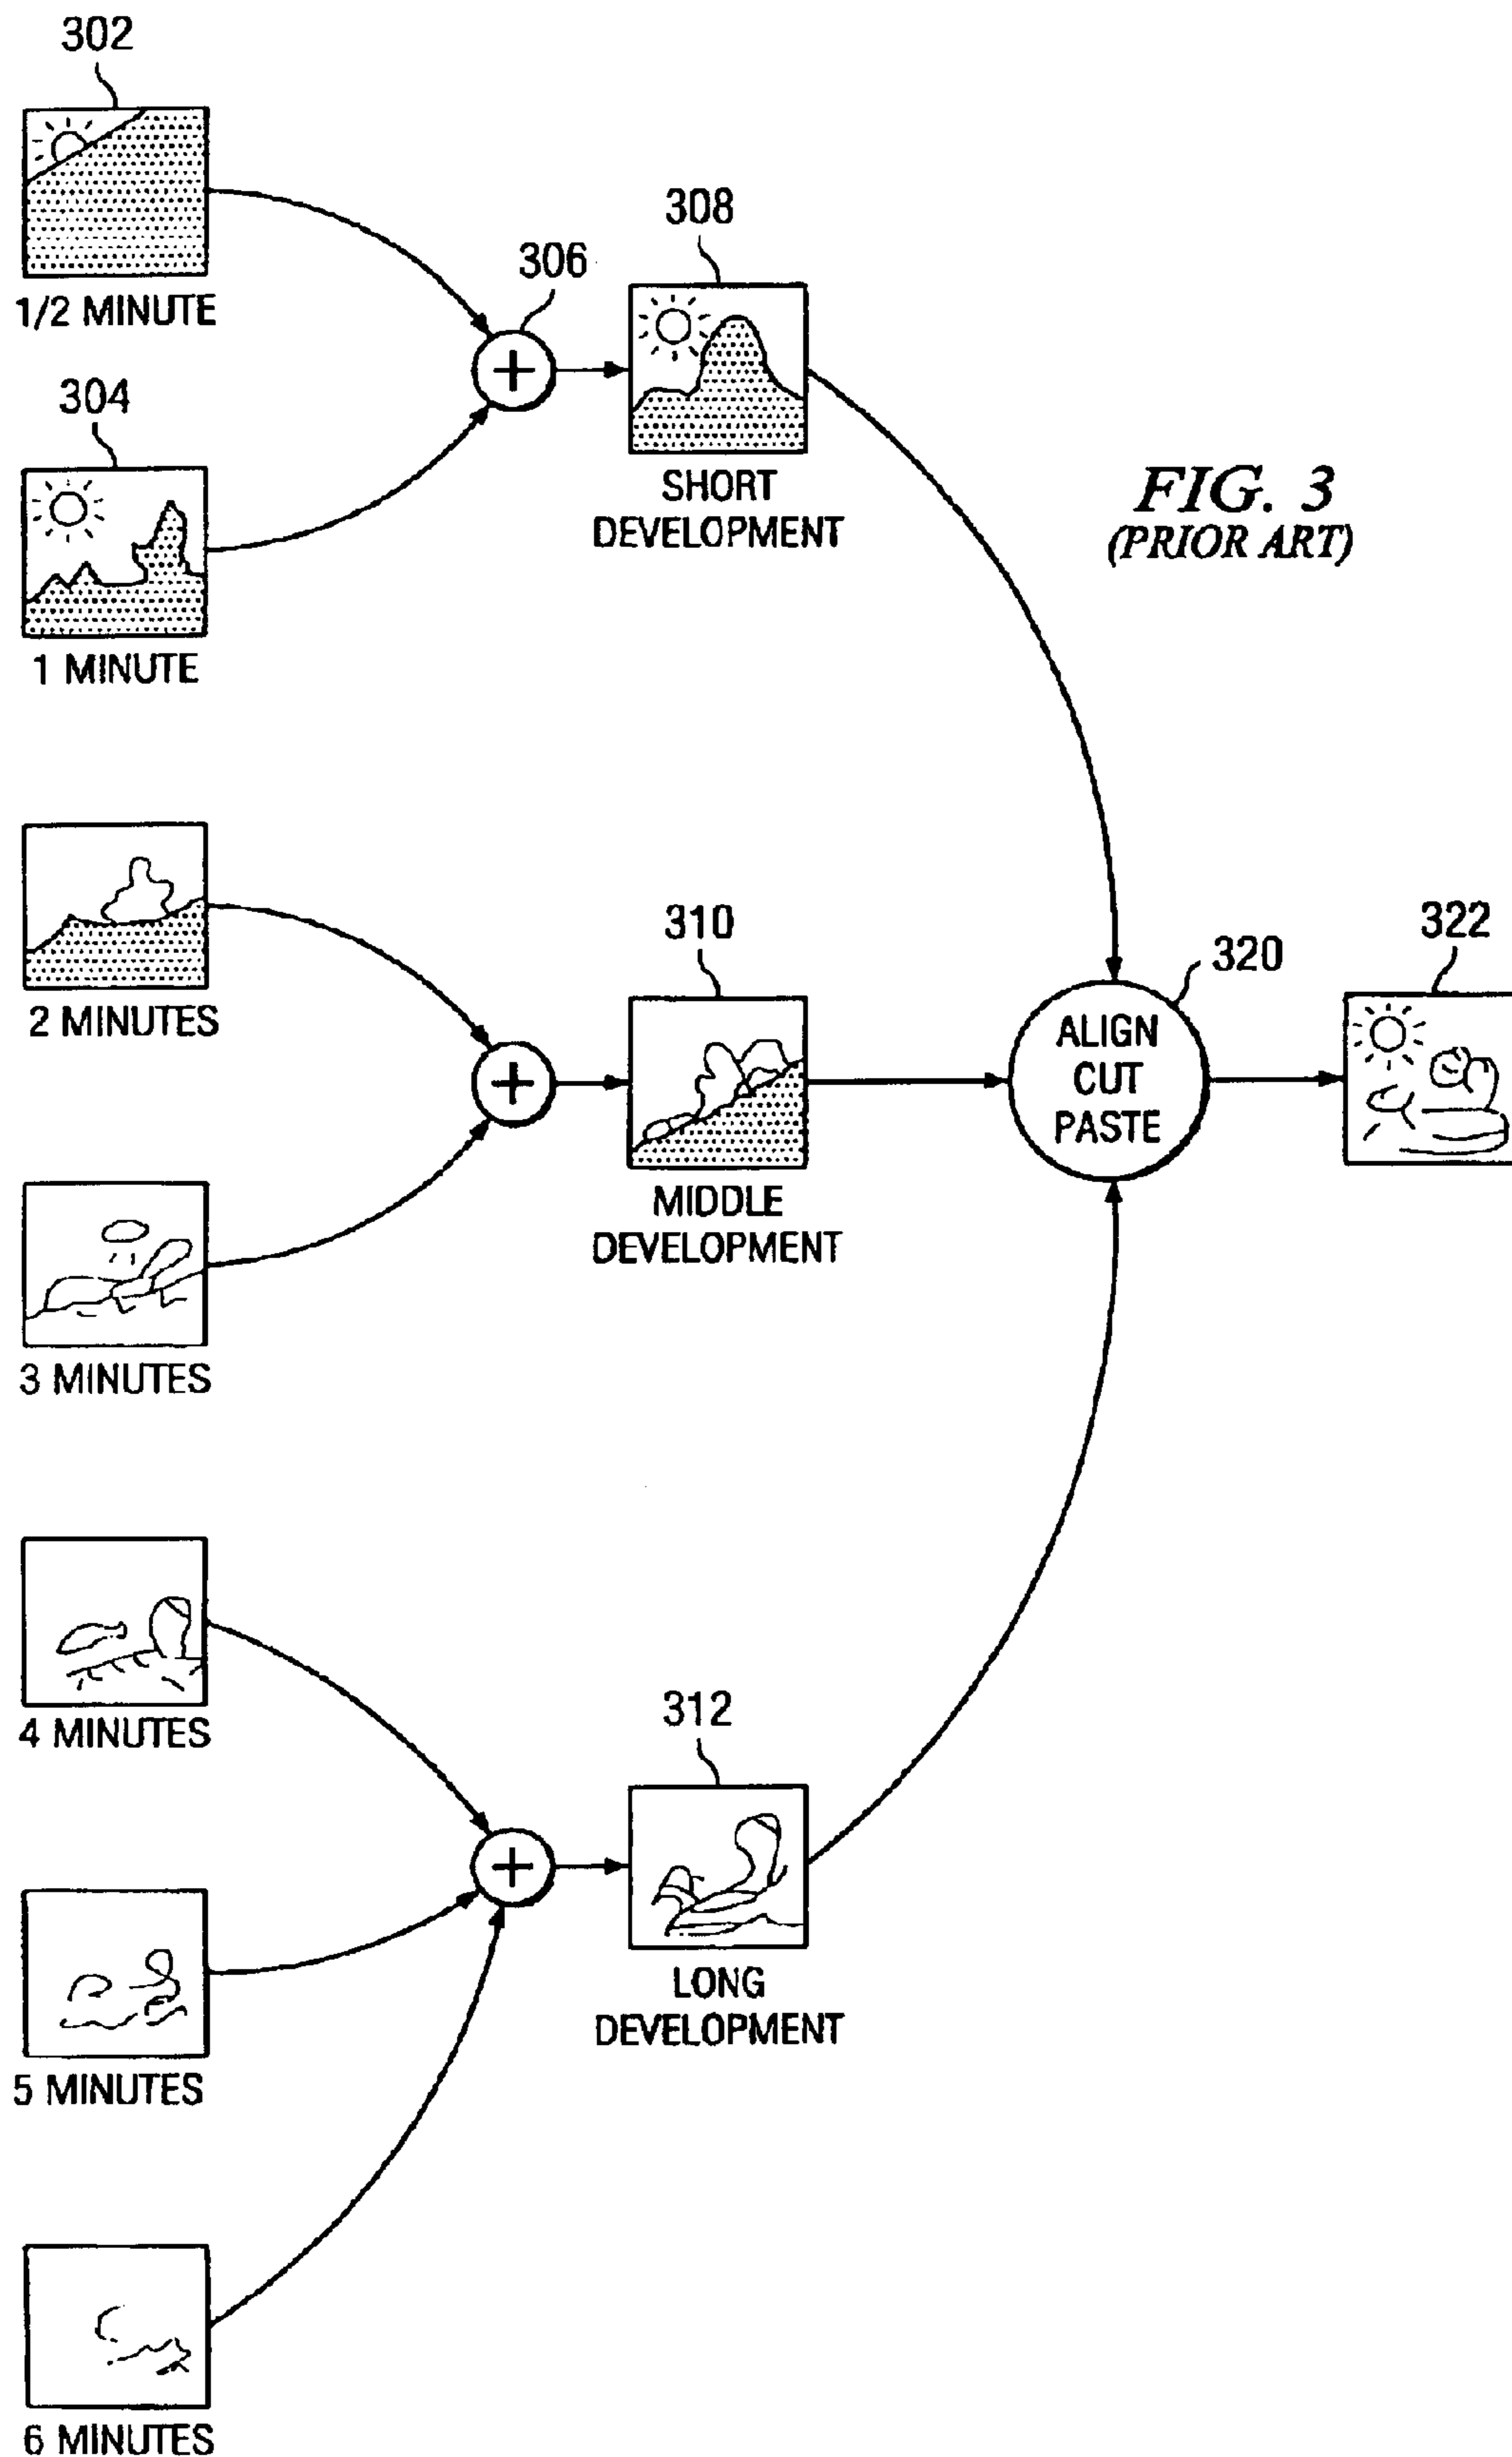 302
1/2 MINUTE
304
1 MINUTE
306
+
308
SHORT
DEVELOPMENT
FIG. 3
(PRIOR ART)
2 MINUTES
3 MINUTES
+
310
MIDDLE
DEVELOPMENT
320
ALIGN
CUT
PASTE
322
4 MINUTES
5 MINUTES
6 MINUTES
+
312
LONG
DEVELOPMENT